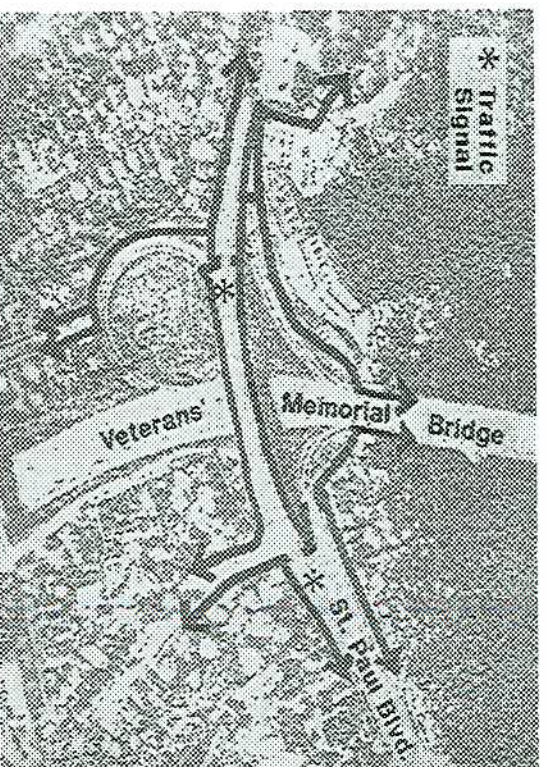 * Traffic
Signal
Veterans'
Memorial
Bridge
St. Paul Blvd.